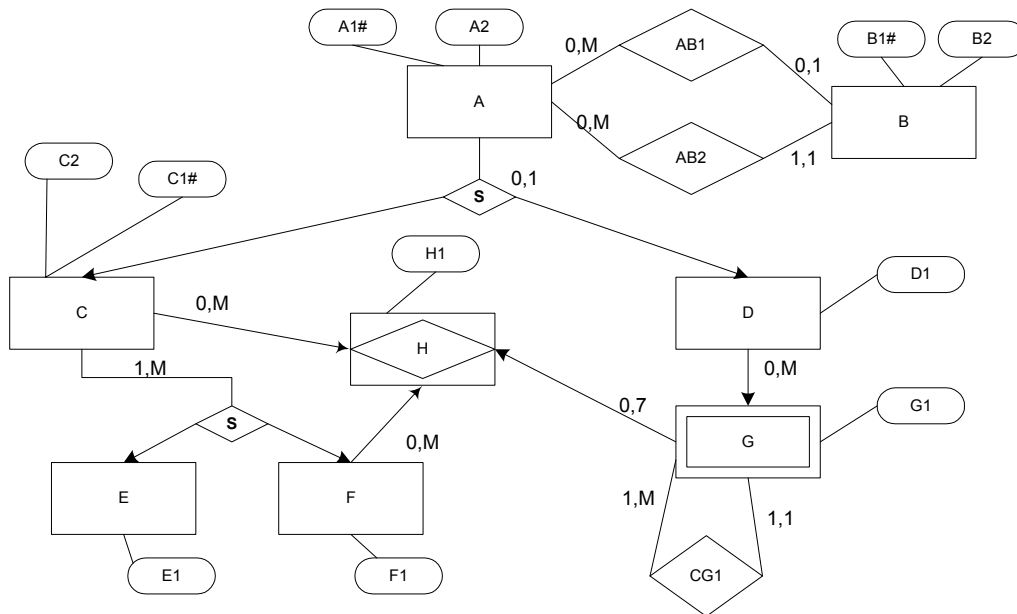 A1#
A2
B1#
B2
0,M
AB1
0,1
A
B
0,M
AB2
1,1
C2
C1#
S
0,1
H1
D1
C
0,M
D
H
1,M
0,M
0,7
G1
S
0,M
G
E
F
1,M
1,1
E1
F1
CG1